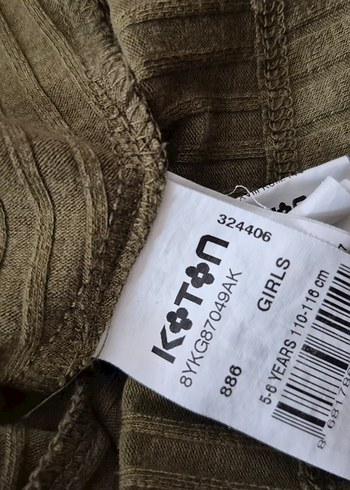 324406
KOTON
8YKG87049AK
886
GIRLS
5-6 YEARS 110-116 cm